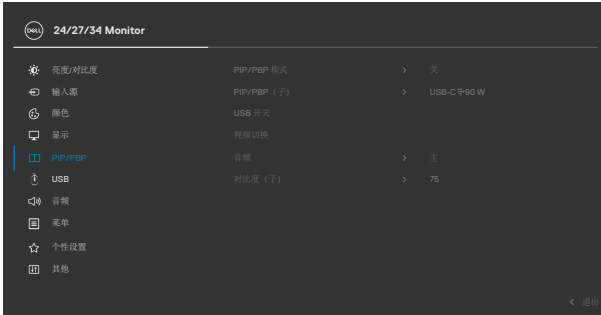 DELL
24/27/34 Monitor
亮度/对比度 PIP/PBP 模式 > 关
输入源 PIP/PBP（子） > USB-C 90 W
颜色 USB 开关
显示 视频切换
PIP/PBP 音频 > 主
USB 对比度（子） > 75
音频
菜单
个性设置
其他
< 退出